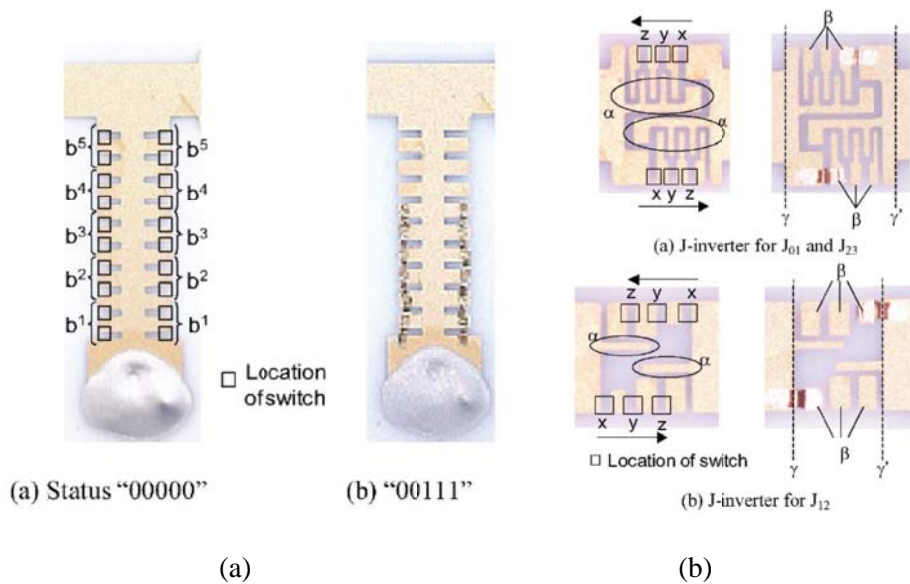 b⁵ b⁵
b⁴ b⁴
b³ b³
b² b²
b¹ b¹
Location
of switch
(a) Status “00000”
(b) “00111”
(a)
z y x
α
α
x y z
β
β
γ γ'
(a) J-inverter for J₀₁ and J₂₃
z y x
α
α
x y z
Location of switch
β
β
γ γ'
(b) J-inverter for J₁₂
(b)